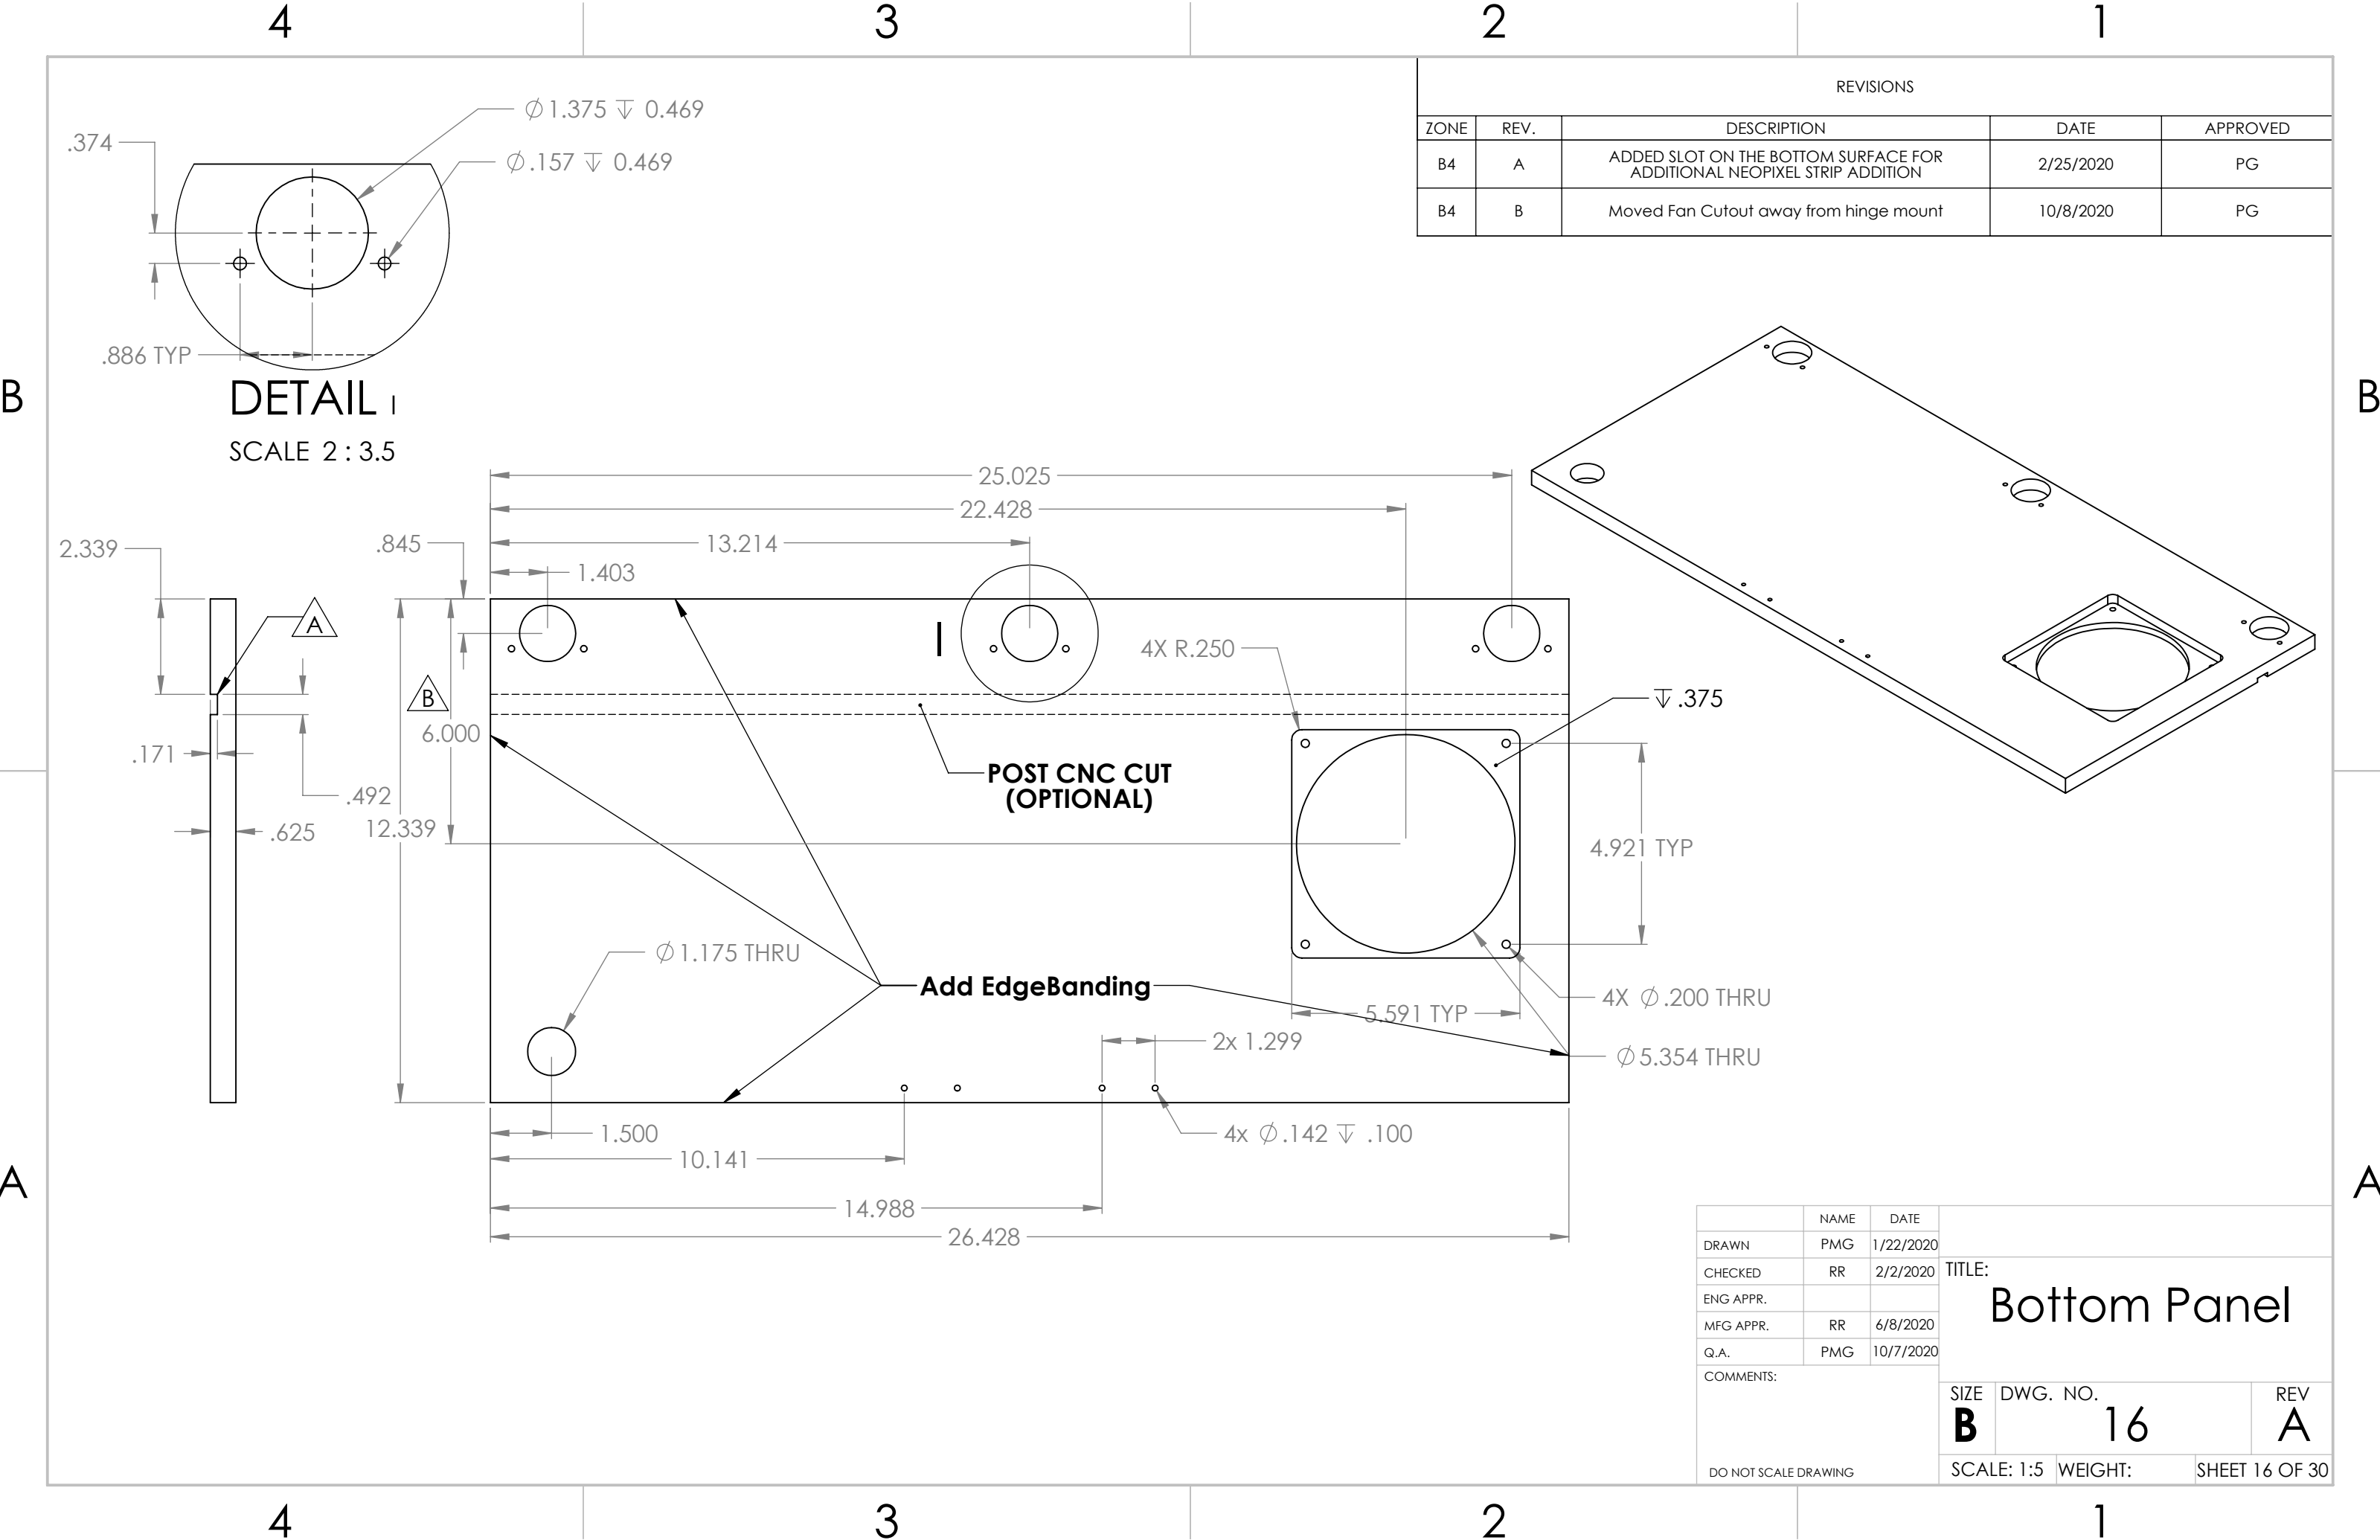 4 3 2 1
REVISIONS
ZONE REV. DESCRIPTION DATE APPROVED
B4 A ADDED SLOT ON THE BOTTOM SURFACE FOR
ADDITIONAL NEOPIXEL STRIP ADDITION 2/25/2020 PG
B4 B Moved Fan Cutout away from hinge mount 10/8/2020 PG
∅1.375 ↧ 0.469
.374
∅.157 ↧ 0.469
.886 TYP
DETAIL I
SCALE 2 : 3.5
B B
25.025
22.428
2.339
.845
13.214
1.403
A
I
4X R.250
B
↧ .375
6.000
.171
POST CNC CUT
(OPTIONAL)
.492
.625
12.339
4.921 TYP
∅1.175 THRU
Add EdgeBanding
4X ∅.200 THRU
5.591 TYP
2x 1.299
∅5.354 THRU
1.500
4x ∅.142 ↧ .100
10.141
A A
14.988
26.428
NAME DATE
DRAWN PMG 1/22/2020
CHECKED RR 2/2/2020
ENG APPR.
MFG APPR. RR 6/8/2020
Q.A. PMG 10/7/2020
COMMENTS:
DO NOT SCALE DRAWING
TITLE:
Bottom Panel
SIZE DWG. NO. REV
B 16 A
SCALE: 1:5 WEIGHT: SHEET 16 OF 30
4 3 2 1